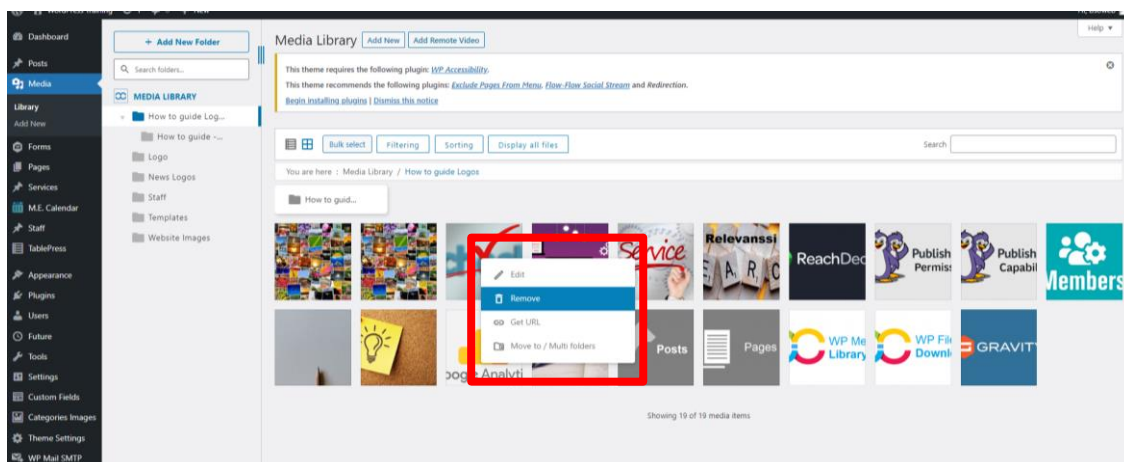 WordPress Training
New
Help ▼
Dashboard
Posts
Media
Library
Add New
Forms
Pages
Services
M.E. Calendar
Staff
TablePress
Appearance
Plugins
Users
Future
Tools
Settings
Custom Fields
Categories Images
Theme Settings
WP Mail SMTP
+ Add New Folder
Search folders...
MEDIA LIBRARY
How to guide Log...
How to guide -...
Logo
News Logos
Staff
Templates
Website Images
Media Library Add New Add Remote Video
This theme requires the following plugin: WP Accessibility.
This theme recommends the following plugins: Exclude Pages From Menu, Flow-Flow Social Stream and Redirection.
Begin installing plugins | Dismiss this notice
Bulk select Filtering Sorting Display all files Search
You are here : Media Library / How to guide Logos
How to guid...
Service
Relevanssi
EARC
ReachDec
Publish
Permiss
Publish
Capabil
Members
Edit
Remove
Get URL
Move to / Multi folders
oogle Analyti
Posts
Pages
WP Me
Library
WP File
Downl
GRAVIT
Showing 19 of 19 media items